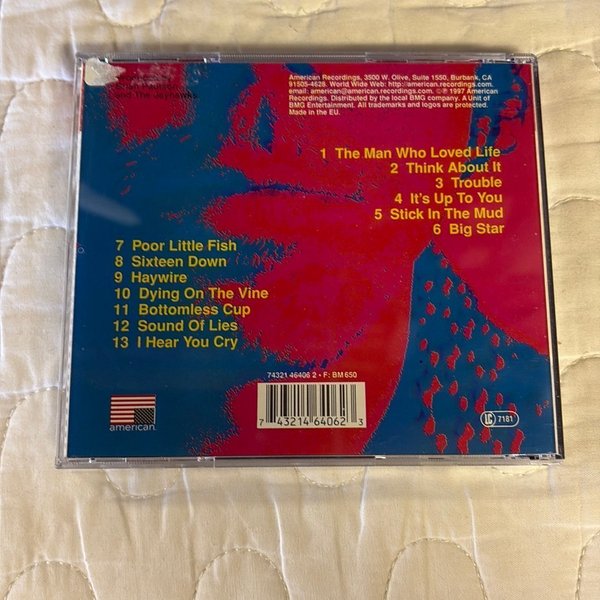 Brian Paulson
and The Jayhawks
American Recordings, 3500 W. Olive, Suite 1550, Burbank, CA
91505-4628. World Wide Web: http://american.recordings.com.
email: american@american.recordings.com. ©℗ 1997 American
Recordings. Distributed by the local BMG company. A Unit of
BMG Entertainment. All trademarks and logos are protected.
Made in the EU.
1 The Man Who Loved Life
2 Think About It
3 Trouble
4 It's Up To You
5 Stick In The Mud
6 Big Star
7 Poor Little Fish
8 Sixteen Down
9 Haywire
10 Dying On The Vine
11 Bottomless Cup
12 Sound Of Lies
13 I Hear You Cry
74321 46406 2 • F: BM 650
7 43214 64062 3
american.
LC 7181